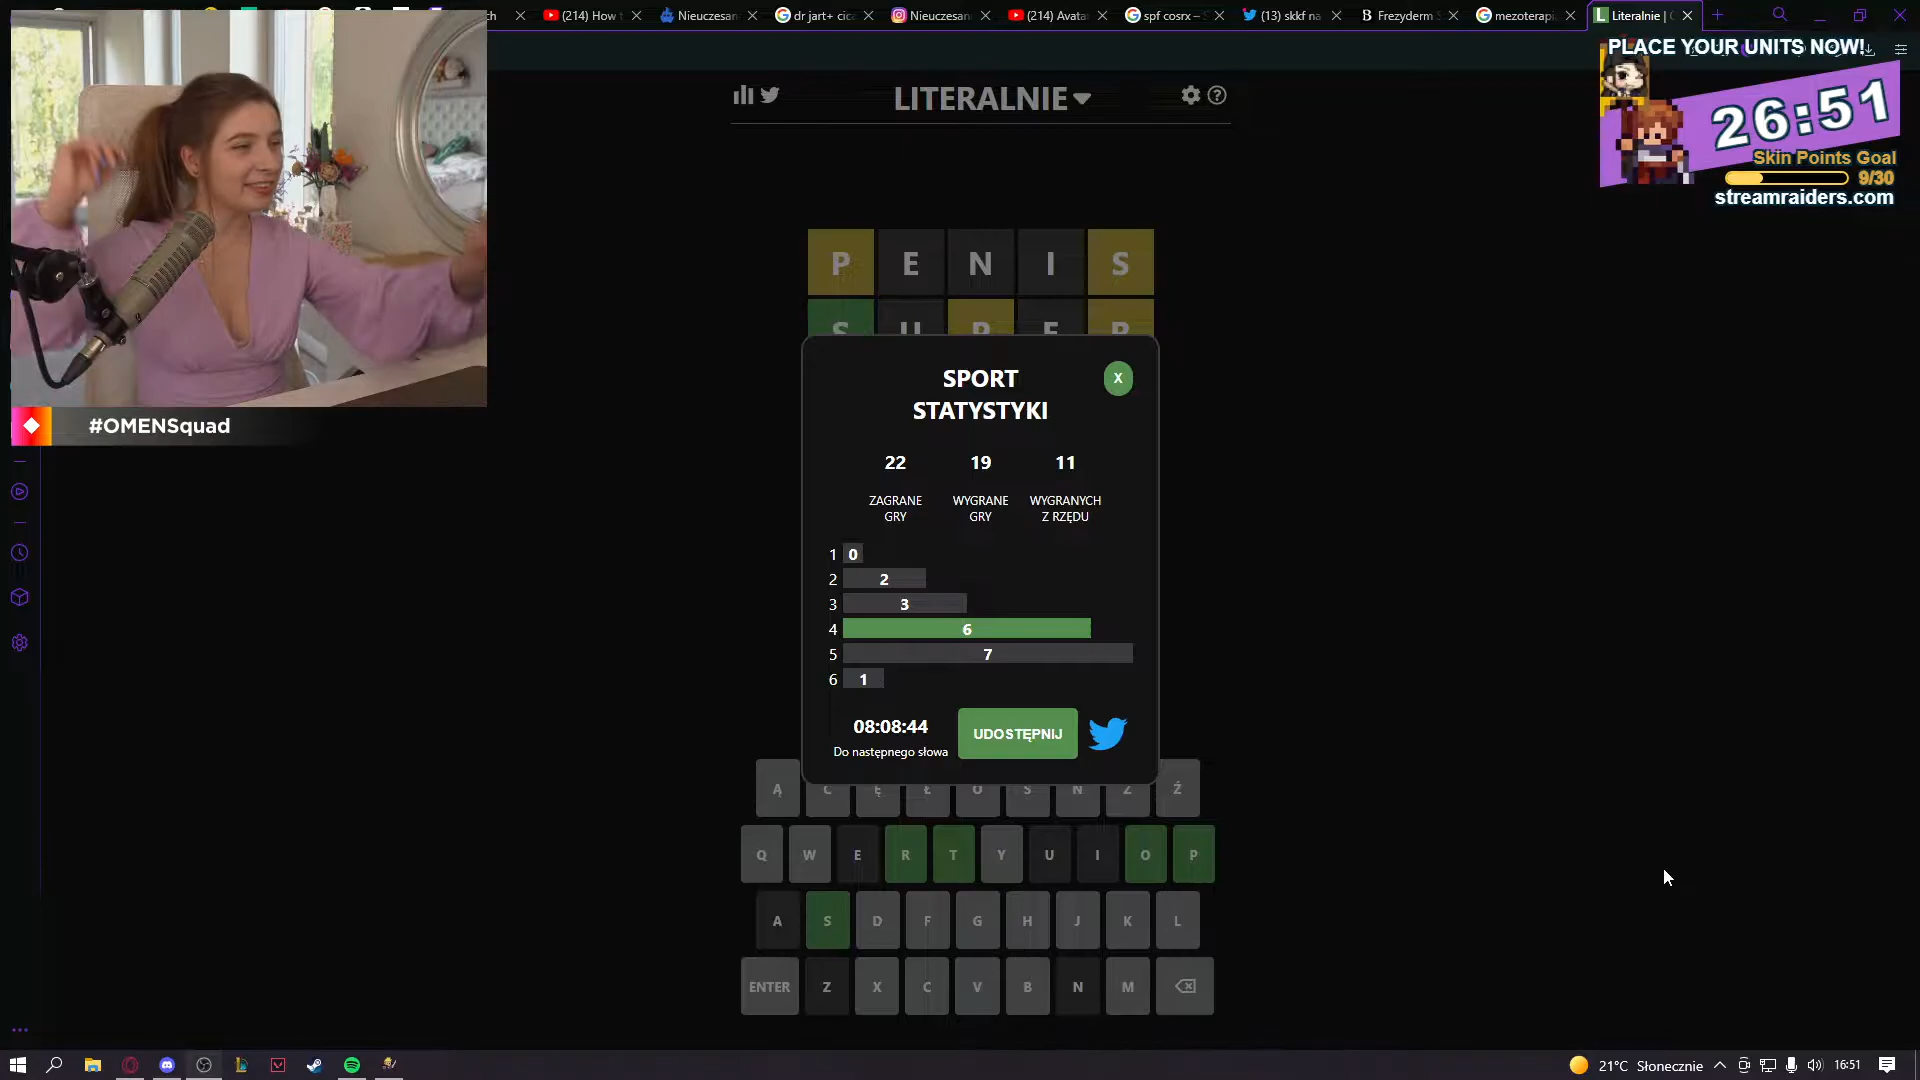 ch
(214) How t
Nieuczesan
dr jart+ cica
Nieuczesan
(214) Avata
spf cosrx – S
(13) skkf na
B Frezyderm S
mezoterapi
L Literalnie | G
PLACE YOUR UNITS NOW!
26:51
Skin Points Goal
9/30
streamraiders.com
#OMENSquad
LITERALNIE
P E N I S
S U P E R
SPORT
STATYSTYKI
X
22 19 11
ZAGRANE GRY
WYGRANE GRY
WYGRANYCH Z RZĘDU
1 0
2 2
3 3
4 6
5 7
6 1
08:08:44
Do następnego słowa
UDOSTĘPNIJ
Ą Ć Ę Ł Ó Ś Ń Ż Ź
Q W E R T Y U I O P
A S D F G H J K L
ENTER Z X C V B N M
21°C Słonecznie
16:51